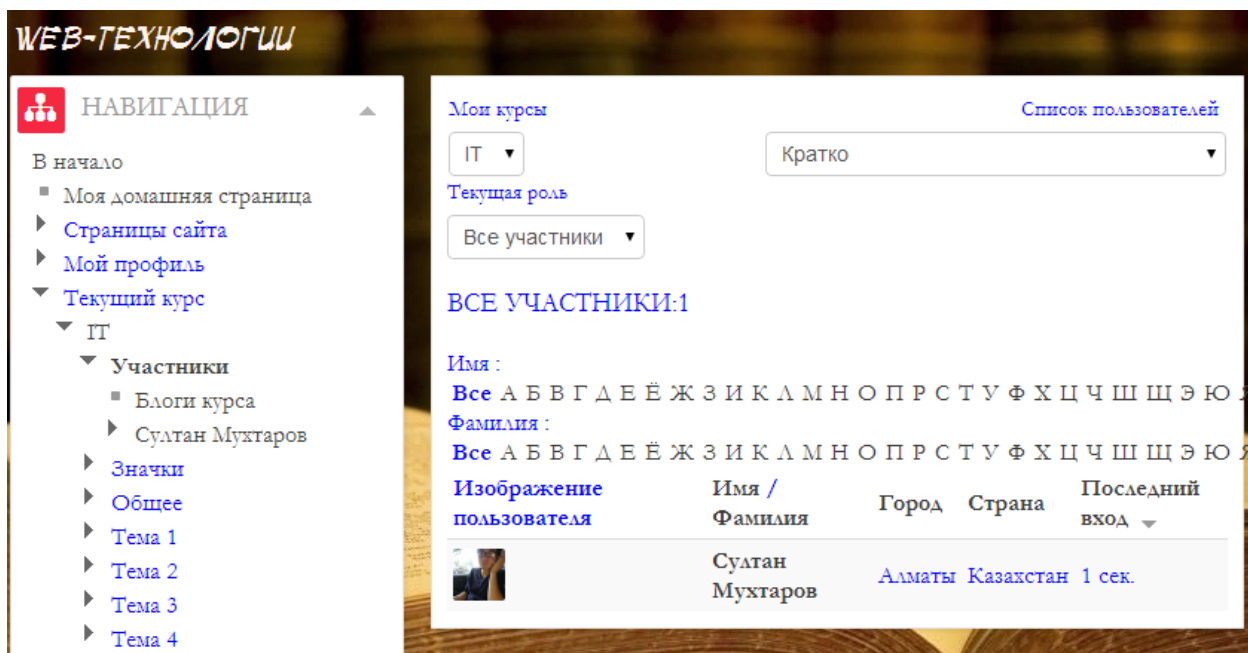 WEB-ТЕХНОЛОГИИ
НАВИГАЦИЯ
В начало
Моя домашняя страница
Страницы сайта
Мой профиль
Текущий курс
IT
Участники
Блоги курса
Султан Мухтаров
Значки
Общее
Тема 1
Тема 2
Тема 3
Тема 4
Мои курсы
Список пользователей
IT
Кратко
Текущая роль
Все участники
ВСЕ УЧАСТНИКИ:1
Имя :
Все А Б В Г Д Е Ё Ж З И К Л М Н О П Р С Т У Ф Х Ц Ч Ш Щ Э Ю Я
Фамилия :
Все А Б В Г Д Е Ё Ж З И К Л М Н О П Р С Т У Ф Х Ц Ч Ш Щ Э Ю Я
Изображение пользователя
Имя / Фамилия
Город
Страна
Последний вход
Султан Мухтаров
Алматы
Казахстан
1 сек.